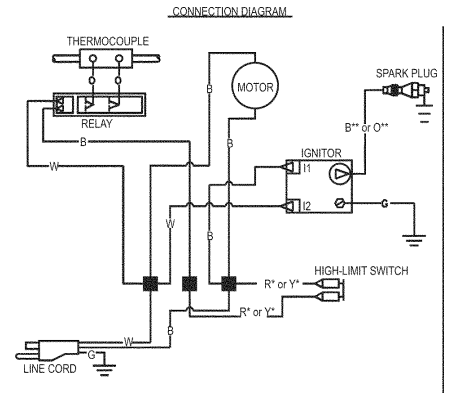 CONNECTION DIAGRAM
THERMOCOUPLE
O O
RELAY
MOTOR
SPARK PLUG
B** or O**
IGNITOR
I1
I2
G
B
B
B
W
W
B
R* or Y*
HIGH-LIMIT SWITCH
R* or Y*
B
W
G
LINE CORD